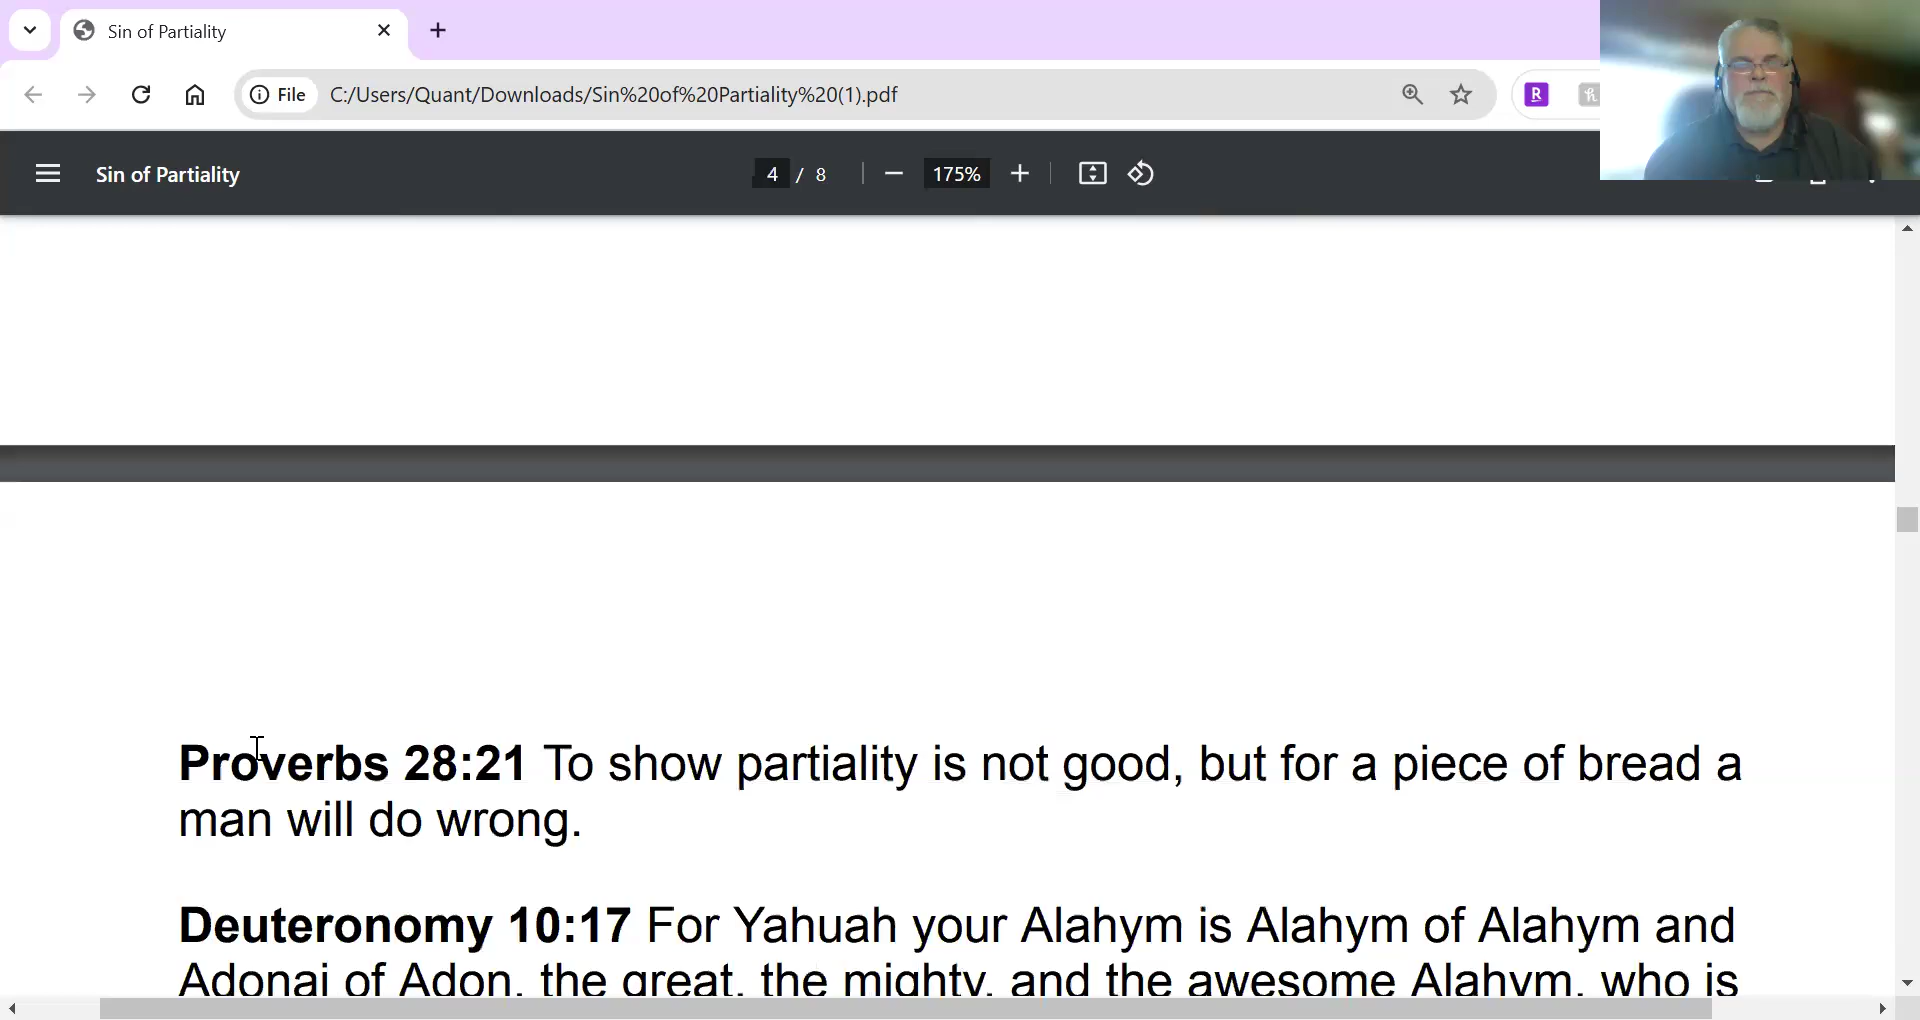 Sin of Partiality
File
C:/Users/Quant/Downloads/Sin%20of%20Partiality%20(1).pdf
R
h
Sin of Partiality
4 / 8
175%
Proverbs 28:21 To show partiality is not good, but for a piece of bread a
man will do wrong.
Deuteronomy 10:17 For Yahuah your Alahym is Alahym of Alahym and
Adonai of Adon, the great, the mighty, and the awesome Alahym, who is